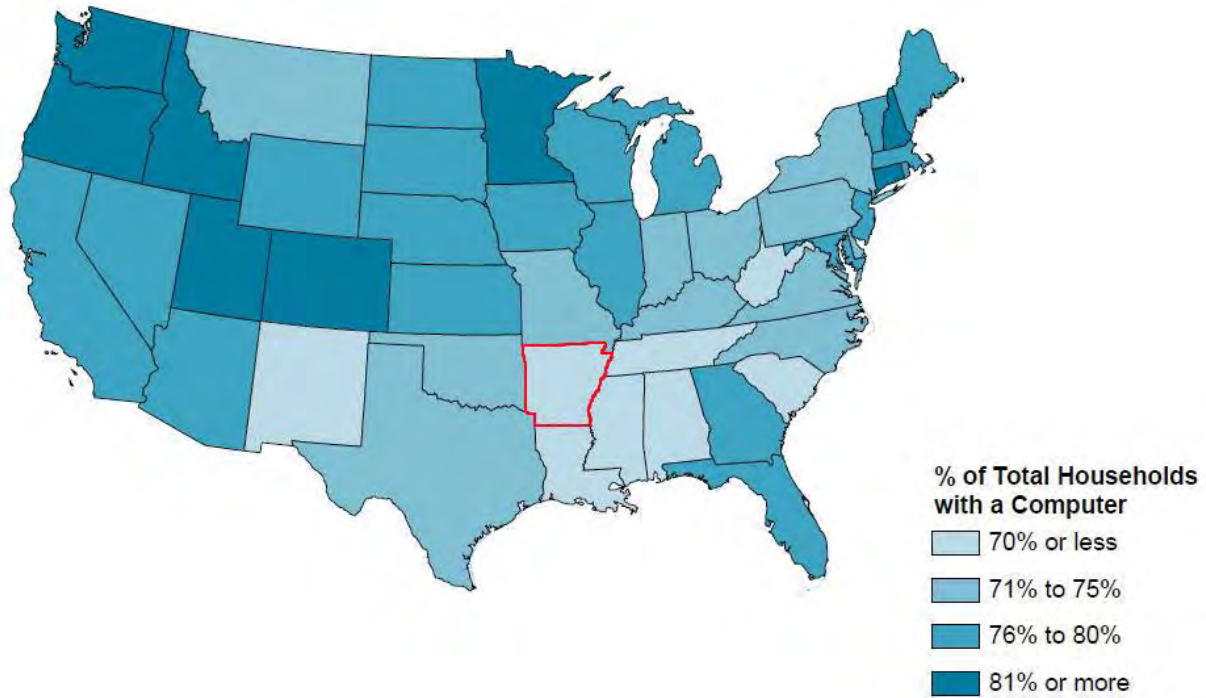 % of Total Households
with a Computer
70% or less
71% to 75%
76% to 80%
81% or more